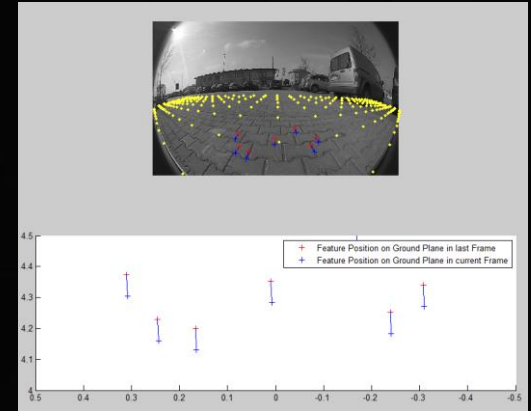 4.5
Feature Position on Ground Plane in last Frame
Feature Position on Ground Plane in current Frame
4.4
4.3
4.2
4.1
4
0.5 0.4 0.3 0.2 0.1 0 -0.1 -0.2 -0.3 -0.4 -0.5